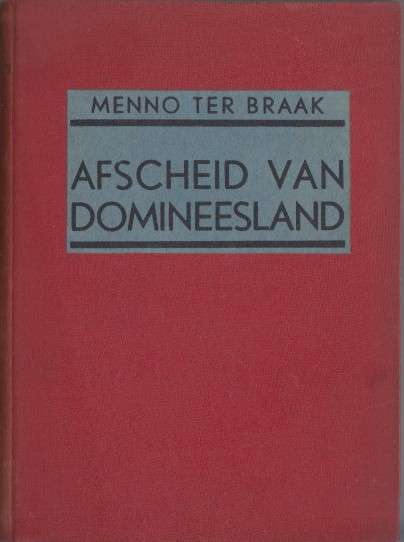 MENNO TER BRAAK
AFSCHEID VAN
DOMINEESLAND